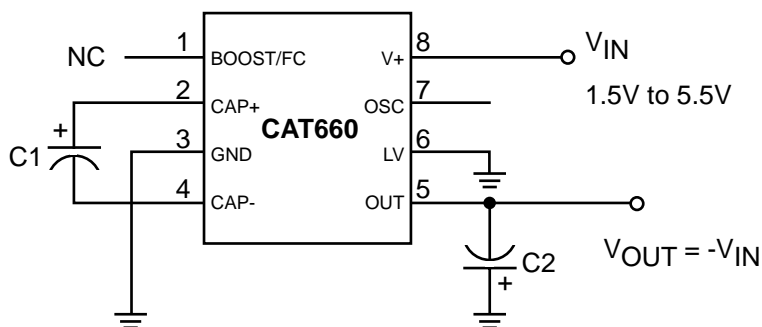 NC
1
BOOST/FC
V+
8
VIN
2
CAP+
OSC
7
1.5V to 5.5V
+
C1
CAT660
3
GND
LV
6
4
CAP-
OUT
5
C2
+
VOUT = -VIN